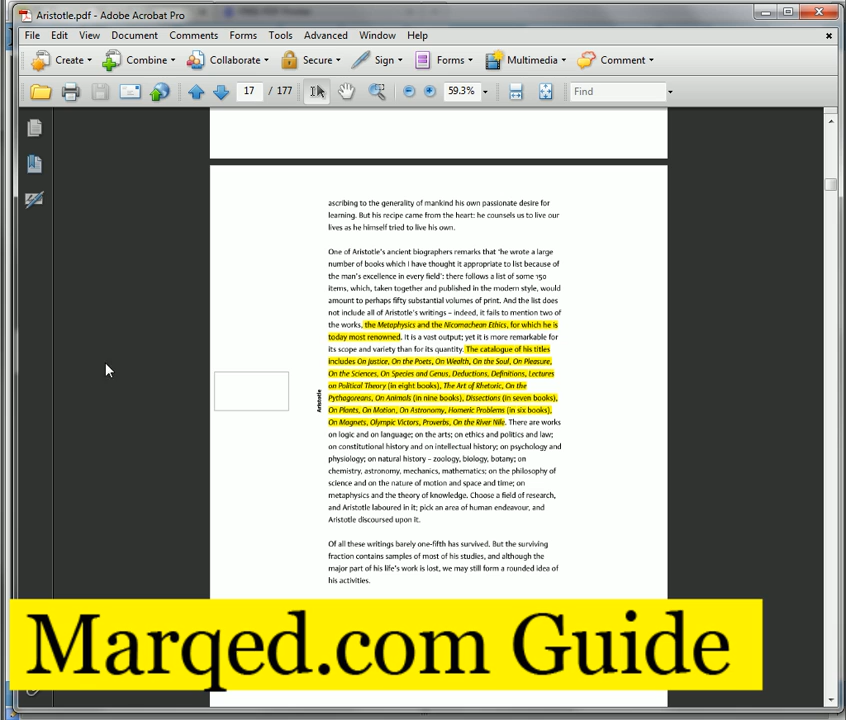 Aristotle.pdf - Adobe Acrobat Pro
File Edit View Document Comments Forms Tools Advanced Window Help
Create Combine Collaborate Secure Sign Forms Multimedia Comment
17 / 177 59.3% Find
ascribing to the generality of mankind his own passionate desire for
learning. But his recipe came from the heart: he counsels us to live our
lives as he himself tried to live his own.
One of Aristotle's ancient biographers remarks that 'he wrote a large
number of books which I have thought it appropriate to list because of
the man's excellence in every field': there follows a list of some 150
items, which, taken together and published in the modern style, would
amount to perhaps fifty substantial volumes of print. And the list does
not include all of Aristotle's writings – indeed, it fails to mention two of
the works, the Metaphysics and the Nicomachean Ethics, for which he is
today most renowned. It is a vast output; yet it is more remarkable for
its scope and variety than for its quantity. The catalogue of his titles
includes On Justice, On the Poets, On Wealth, On the Soul, On Pleasure,
On the Sciences, On Species and Genus, Deductions, Definitions, Lectures
on Political Theory (in eight books), The Art of Rhetoric, On the
Pythagoreans, On Animals (in nine books), Dissections (in seven books),
On Plants, On Motion, On Astronomy, Homeric Problems (in six books),
On Magnets, Olympic Victors, Proverbs, On the River Nile. There are works
on logic and on language; on the arts; on ethics and politics and law;
on constitutional history and on intellectual history; on psychology and
physiology; on natural history – zoology, biology, botany; on
chemistry, astronomy, mechanics, mathematics; on the philosophy of
science and on the nature of motion and space and time; on
metaphysics and the theory of knowledge. Choose a field of research,
and Aristotle laboured in it; pick an area of human endeavour, and
Aristotle discoursed upon it.
Aristotle
Of all these writings barely one-fifth has survived. But the surviving
fraction contains samples of most of his studies, and although the
major part of his life's work is lost, we may still form a rounded idea of
his activities.
Marqed.com Guide